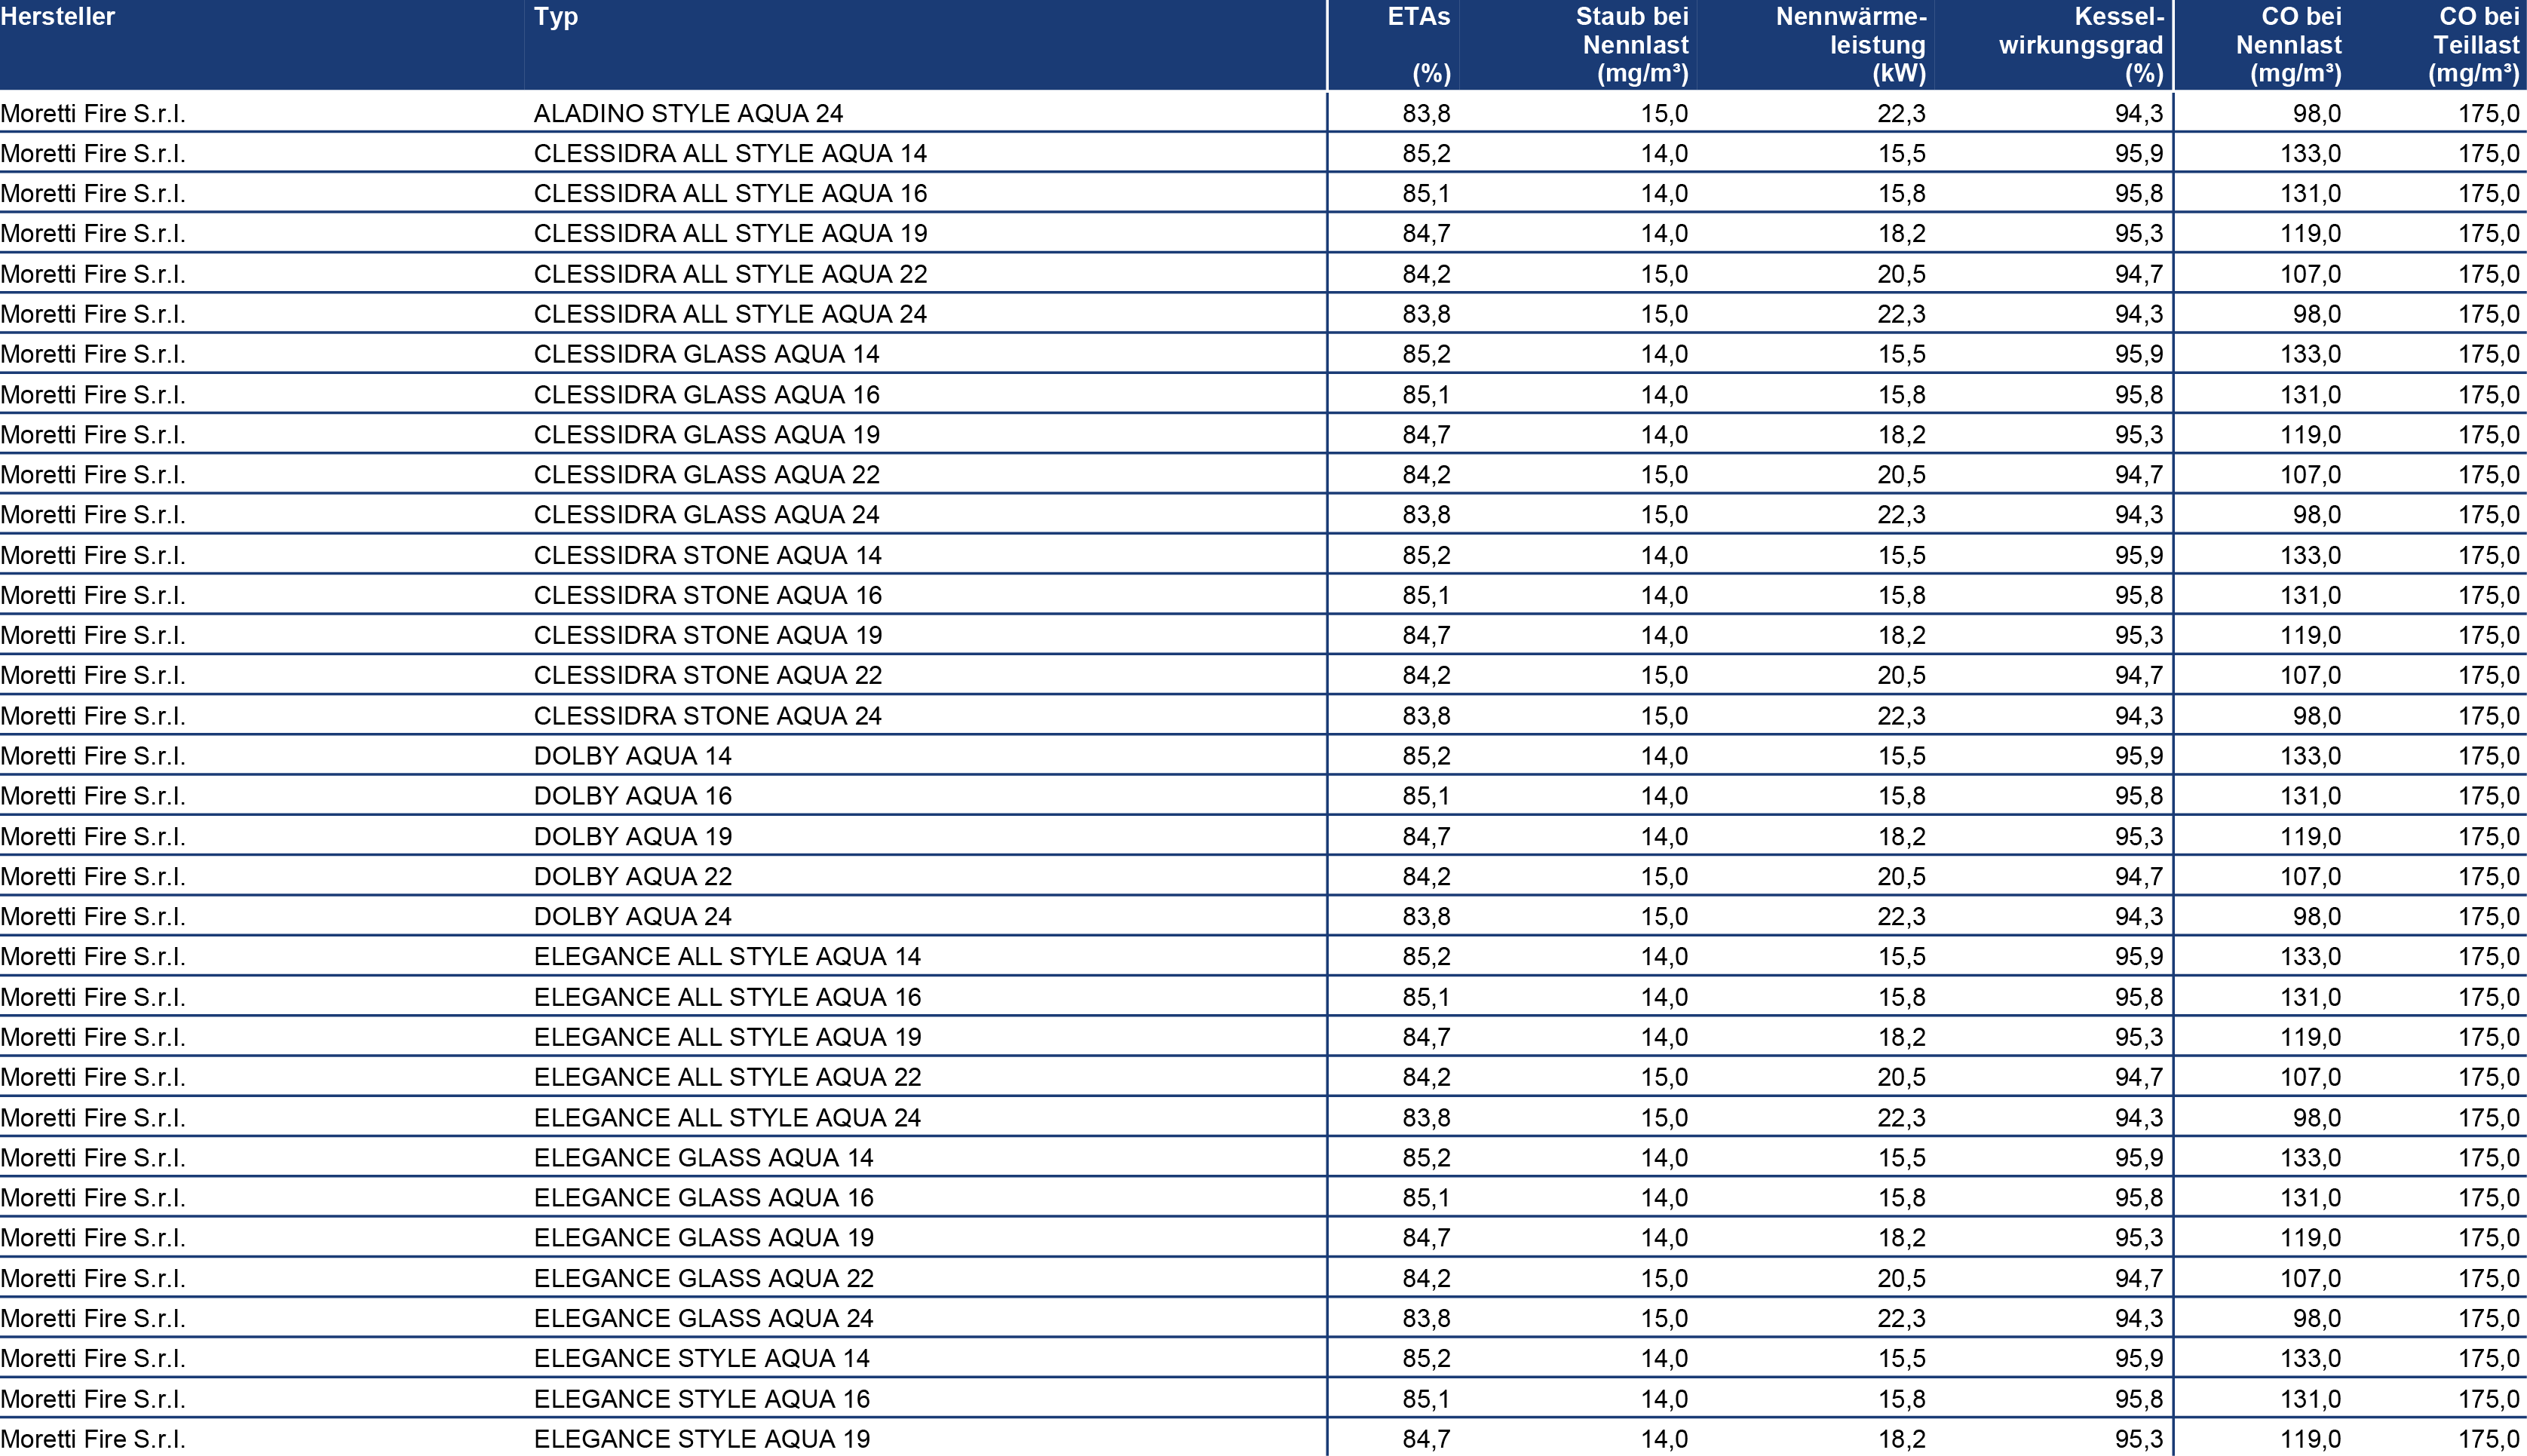 Hersteller Typ ETAs Staub bei Nennwärme- Kessel- CO bei CO bei
Nennlast leistung wirkungsgrad Nennlast Teillast
(%) (mg/m³) (kW) (%) (mg/m³) (mg/m³)
Moretti Fire S.r.l. ALADINO STYLE AQUA 24 83,8 15,0 22,3 94,3 98,0 175,0
Moretti Fire S.r.l. CLESSIDRA ALL STYLE AQUA 14 85,2 14,0 15,5 95,9 133,0 175,0
Moretti Fire S.r.l. CLESSIDRA ALL STYLE AQUA 16 85,1 14,0 15,8 95,8 131,0 175,0
Moretti Fire S.r.l. CLESSIDRA ALL STYLE AQUA 19 84,7 14,0 18,2 95,3 119,0 175,0
Moretti Fire S.r.l. CLESSIDRA ALL STYLE AQUA 22 84,2 15,0 20,5 94,7 107,0 175,0
Moretti Fire S.r.l. CLESSIDRA ALL STYLE AQUA 24 83,8 15,0 22,3 94,3 98,0 175,0
Moretti Fire S.r.l. CLESSIDRA GLASS AQUA 14 85,2 14,0 15,5 95,9 133,0 175,0
Moretti Fire S.r.l. CLESSIDRA GLASS AQUA 16 85,1 14,0 15,8 95,8 131,0 175,0
Moretti Fire S.r.l. CLESSIDRA GLASS AQUA 19 84,7 14,0 18,2 95,3 119,0 175,0
Moretti Fire S.r.l. CLESSIDRA GLASS AQUA 22 84,2 15,0 20,5 94,7 107,0 175,0
Moretti Fire S.r.l. CLESSIDRA GLASS AQUA 24 83,8 15,0 22,3 94,3 98,0 175,0
Moretti Fire S.r.l. CLESSIDRA STONE AQUA 14 85,2 14,0 15,5 95,9 133,0 175,0
Moretti Fire S.r.l. CLESSIDRA STONE AQUA 16 85,1 14,0 15,8 95,8 131,0 175,0
Moretti Fire S.r.l. CLESSIDRA STONE AQUA 19 84,7 14,0 18,2 95,3 119,0 175,0
Moretti Fire S.r.l. CLESSIDRA STONE AQUA 22 84,2 15,0 20,5 94,7 107,0 175,0
Moretti Fire S.r.l. CLESSIDRA STONE AQUA 24 83,8 15,0 22,3 94,3 98,0 175,0
Moretti Fire S.r.l. DOLBY AQUA 14 85,2 14,0 15,5 95,9 133,0 175,0
Moretti Fire S.r.l. DOLBY AQUA 16 85,1 14,0 15,8 95,8 131,0 175,0
Moretti Fire S.r.l. DOLBY AQUA 19 84,7 14,0 18,2 95,3 119,0 175,0
Moretti Fire S.r.l. DOLBY AQUA 22 84,2 15,0 20,5 94,7 107,0 175,0
Moretti Fire S.r.l. DOLBY AQUA 24 83,8 15,0 22,3 94,3 98,0 175,0
Moretti Fire S.r.l. ELEGANCE ALL STYLE AQUA 14 85,2 14,0 15,5 95,9 133,0 175,0
Moretti Fire S.r.l. ELEGANCE ALL STYLE AQUA 16 85,1 14,0 15,8 95,8 131,0 175,0
Moretti Fire S.r.l. ELEGANCE ALL STYLE AQUA 19 84,7 14,0 18,2 95,3 119,0 175,0
Moretti Fire S.r.l. ELEGANCE ALL STYLE AQUA 22 84,2 15,0 20,5 94,7 107,0 175,0
Moretti Fire S.r.l. ELEGANCE ALL STYLE AQUA 24 83,8 15,0 22,3 94,3 98,0 175,0
Moretti Fire S.r.l. ELEGANCE GLASS AQUA 14 85,2 14,0 15,5 95,9 133,0 175,0
Moretti Fire S.r.l. ELEGANCE GLASS AQUA 16 85,1 14,0 15,8 95,8 131,0 175,0
Moretti Fire S.r.l. ELEGANCE GLASS AQUA 19 84,7 14,0 18,2 95,3 119,0 175,0
Moretti Fire S.r.l. ELEGANCE GLASS AQUA 22 84,2 15,0 20,5 94,7 107,0 175,0
Moretti Fire S.r.l. ELEGANCE GLASS AQUA 24 83,8 15,0 22,3 94,3 98,0 175,0
Moretti Fire S.r.l. ELEGANCE STYLE AQUA 14 85,2 14,0 15,5 95,9 133,0 175,0
Moretti Fire S.r.l. ELEGANCE STYLE AQUA 16 85,1 14,0 15,8 95,8 131,0 175,0
Moretti Fire S.r.l. ELEGANCE STYLE AQUA 19 84,7 14,0 18,2 95,3 119,0 175,0